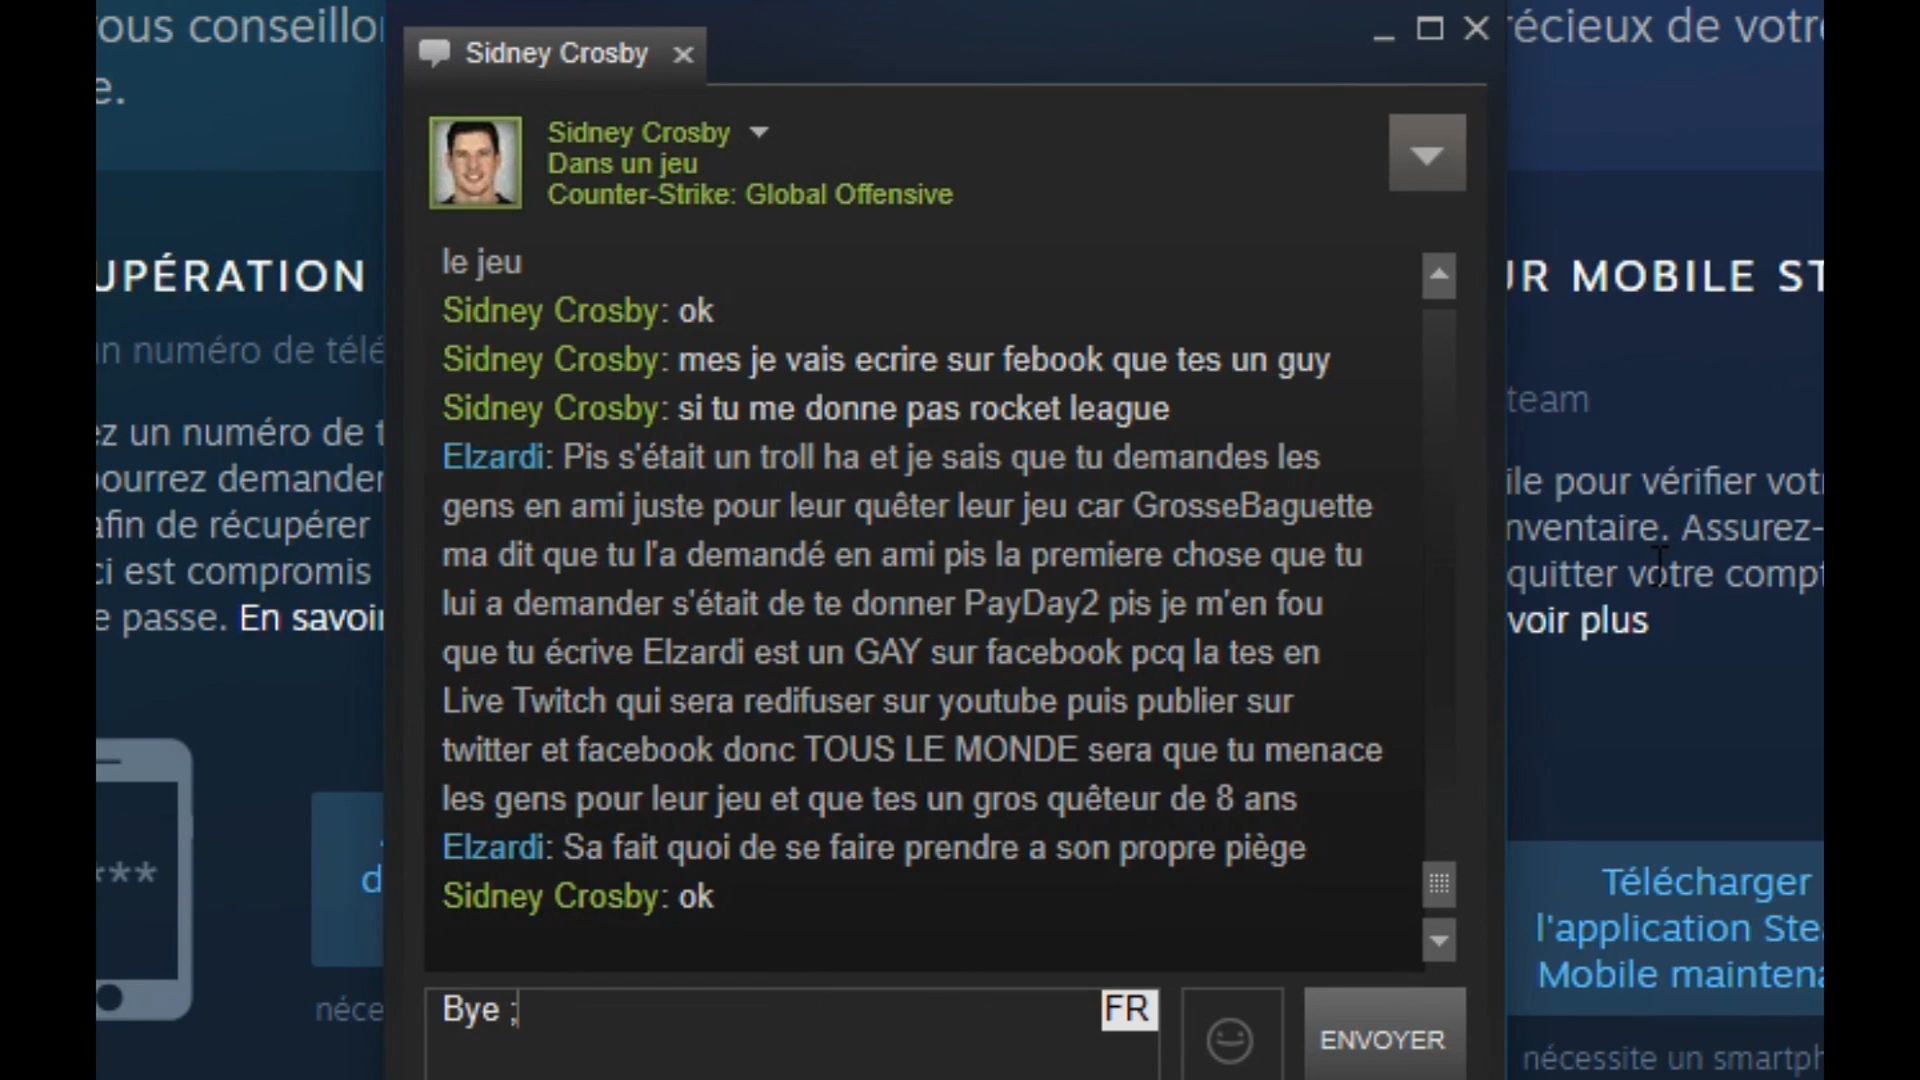 ous conseillo
e.
écieux de votr
Sidney Crosby
Sidney Crosby
Dans un jeu
Counter-Strike: Global Offensive
UPÉRATION
n numéro de télé
ez un numéro de t
pourrez demander
afin de récupérer
ci est compromis
e passe. En savoir
***
d
néce
le jeu
Sidney Crosby: ok
Sidney Crosby: mes je vais ecrire sur febook que tes un guy
Sidney Crosby: si tu me donne pas rocket league
Elzardi: Pis s'était un troll ha et je sais que tu demandes les
gens en ami juste pour leur quêter leur jeu car GrosseBaguette
ma dit que tu l'a demandé en ami pis la premiere chose que tu
lui a demander s'était de te donner PayDay2 pis je m'en fou
que tu écrive Elzardi est un GAY sur facebook pcq la tes en
Live Twitch qui sera redifuser sur youtube puis publier sur
twitter et facebook donc TOUS LE MONDE sera que tu menace
les gens pour leur jeu et que tes un gros quêteur de 8 ans
Elzardi: Sa fait quoi de se faire prendre a son propre piège
Sidney Crosby: ok
Bye ;
FR
ENVOYER
UR MOBILE ST
team
ile pour vérifier vot
nventaire. Assurez-
quitter votre compt
voir plus
Télécharger
l'application Ste
Mobile mainten
nécessite un smartph